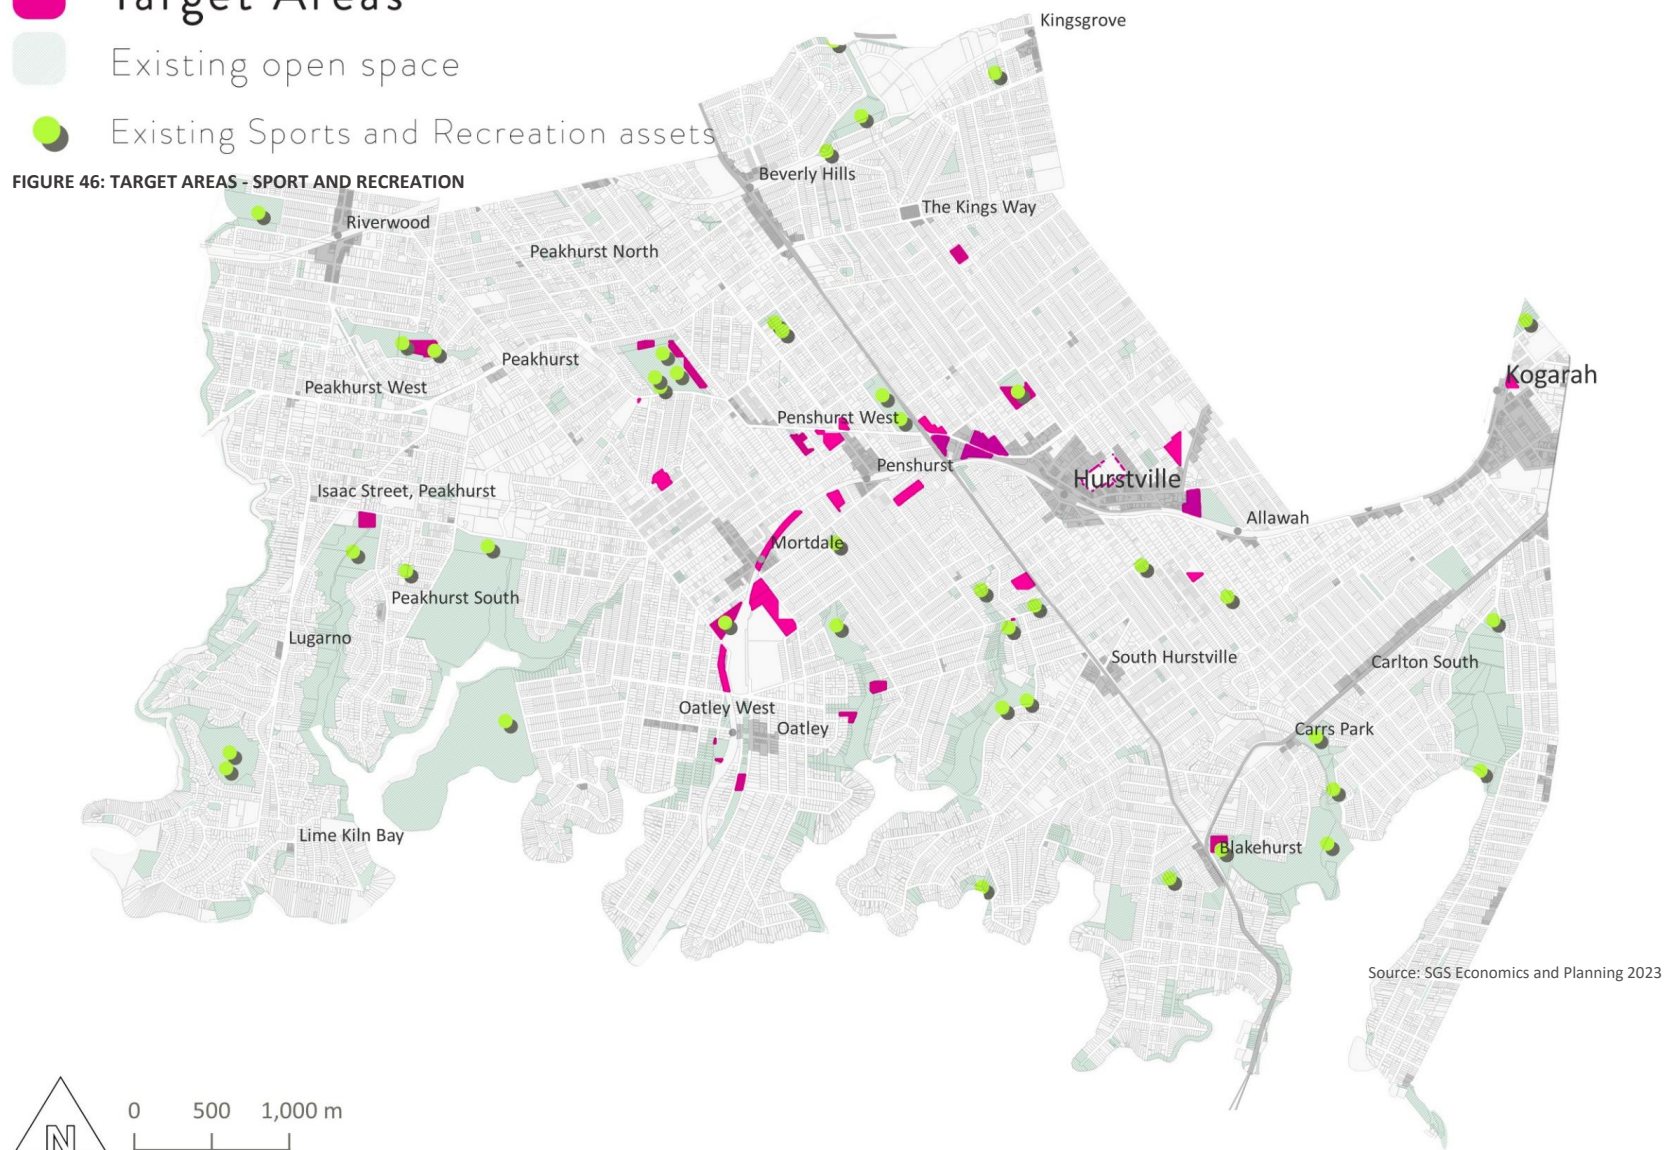 Target Areas
Existing open space
Existing Sports and Recreation assets
FIGURE 46: TARGET AREAS - SPORT AND RECREATION
Kingsgrove
Beverly Hills
The Kings Way
Riverwood
Peakhurst North
Peakhurst
Peakhurst West
Kogarah
Penshurst West
Penshurst
Hurstville
Isaac Street, Peakhurst
Allawah
Mortdale
Peakhurst South
Lugarno
South Hurstville
Carlton South
Oatley West
Oatley
Carrs Park
Lime Kiln Bay
Blakehurst
Source: SGS Economics and Planning 2023
0 500 1,000 m
N